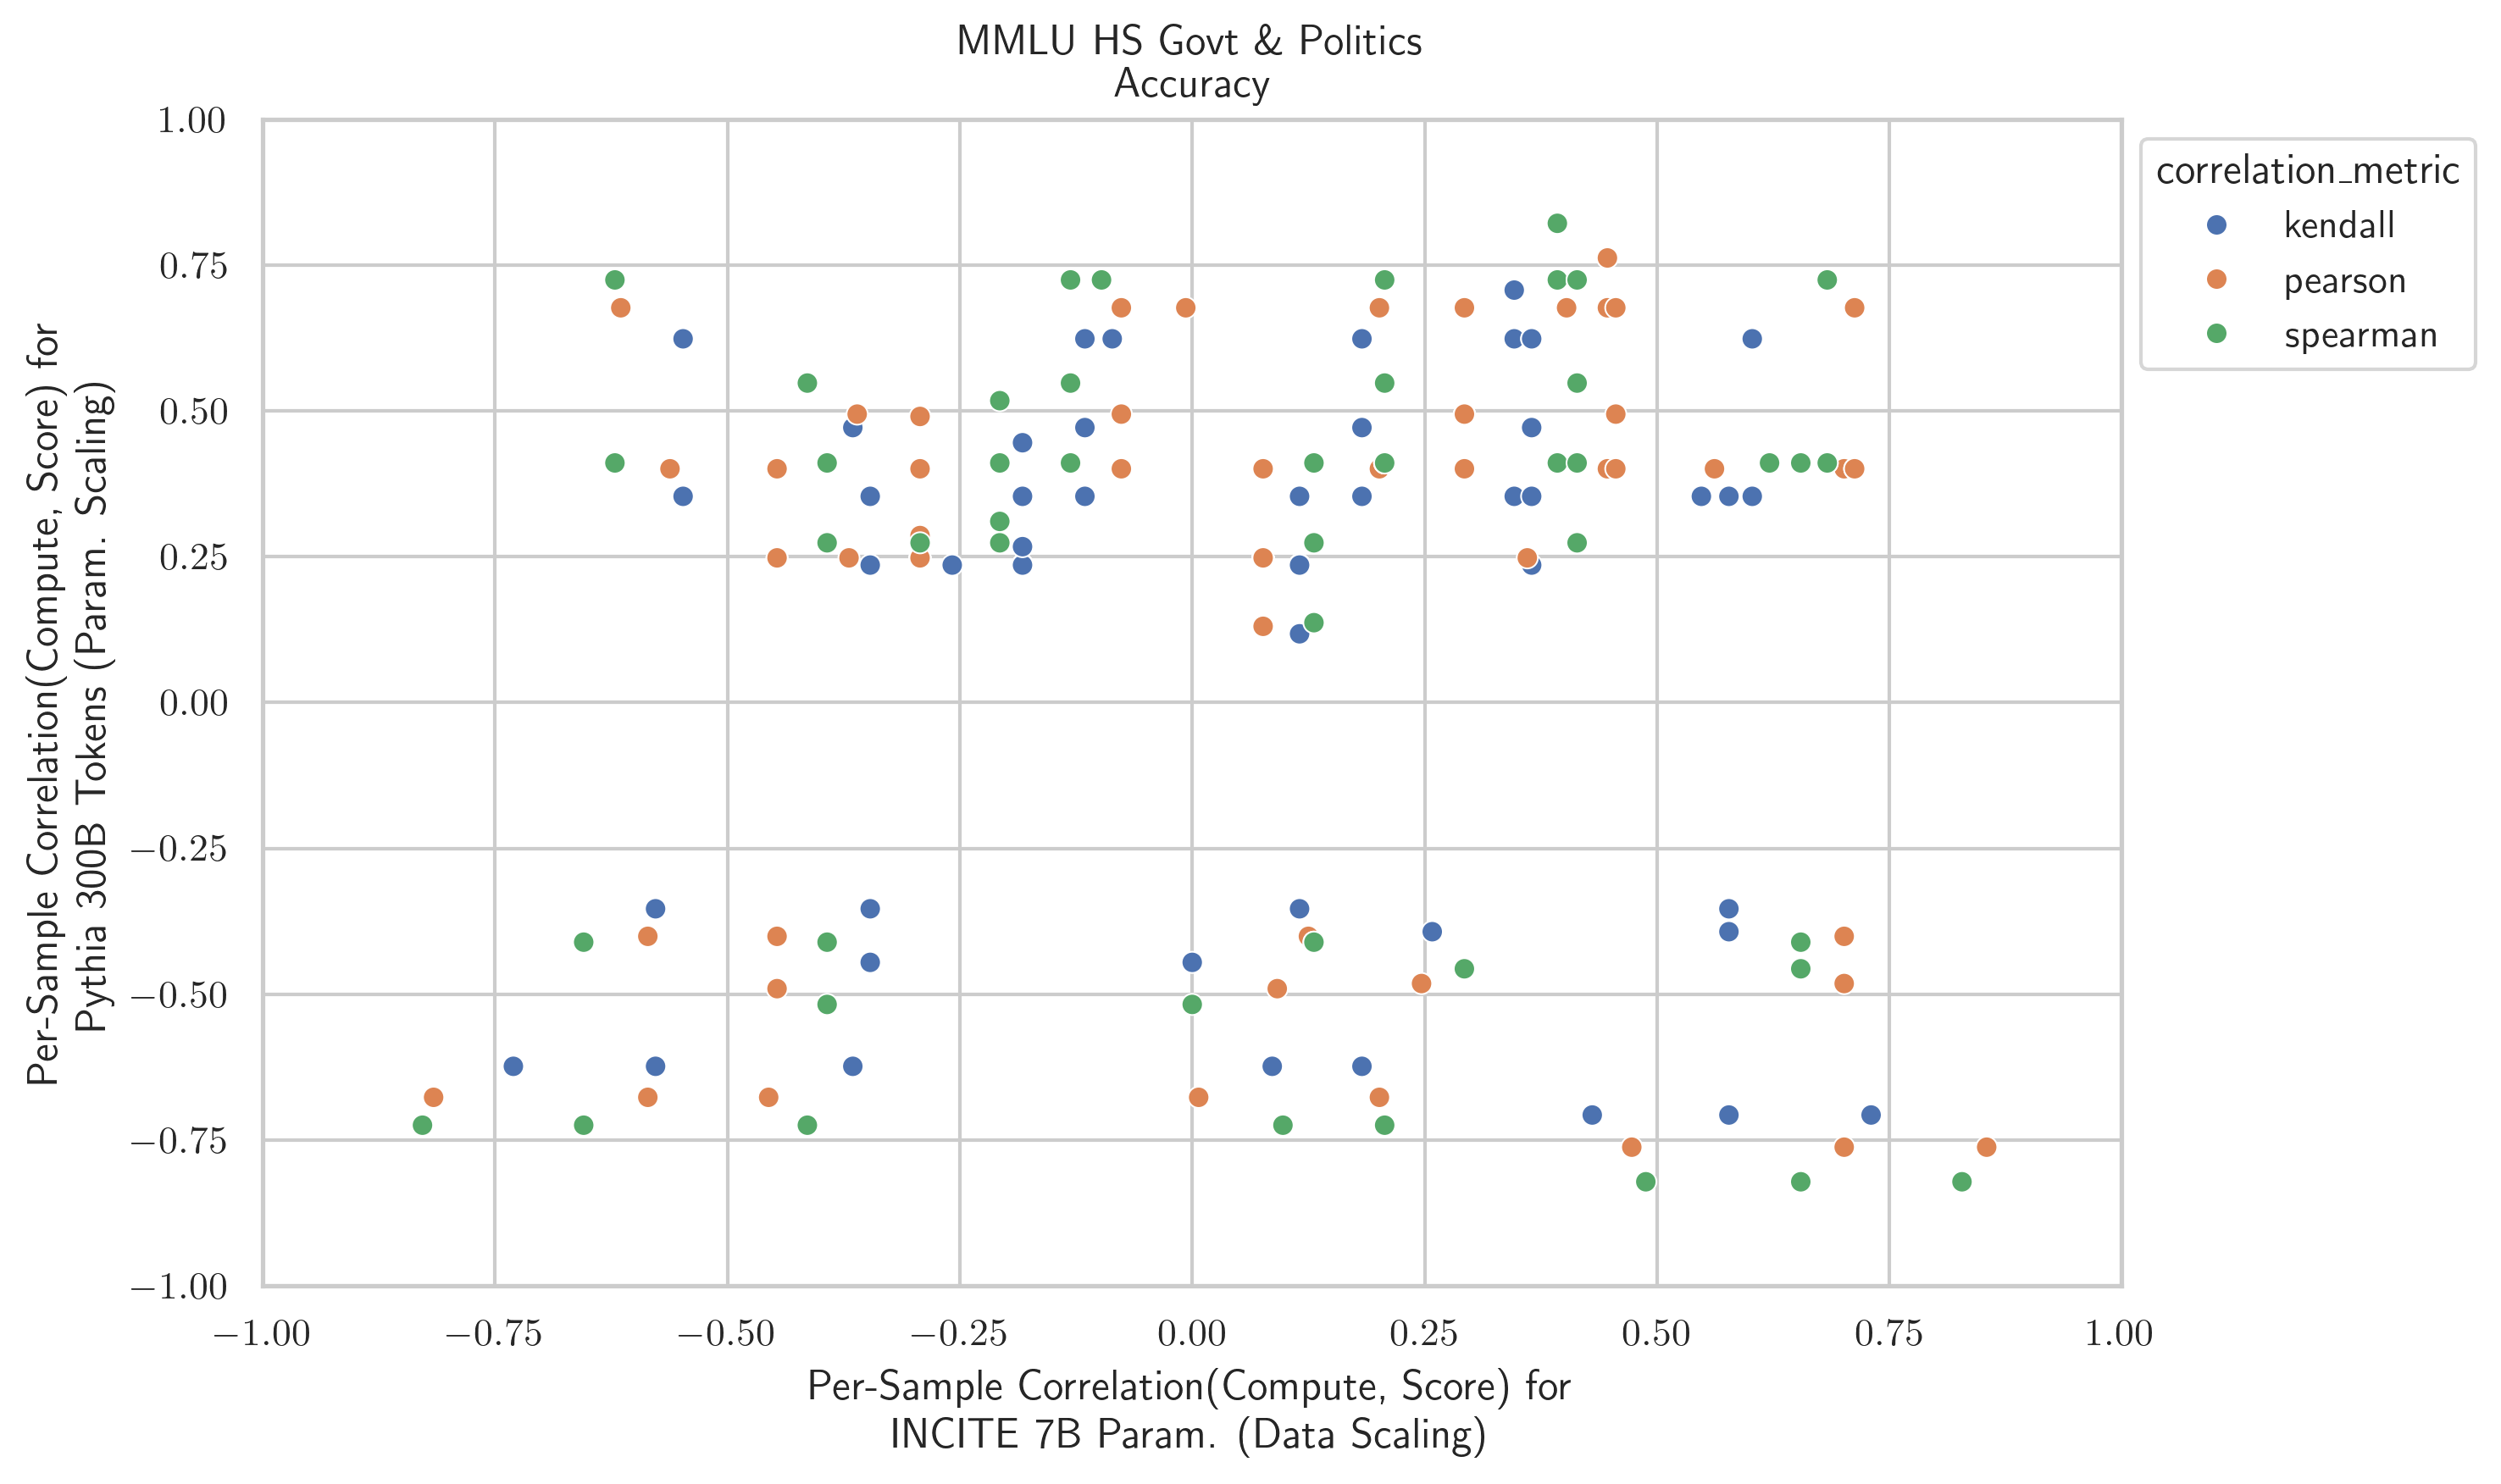 MMLU HS Govt & Politics
Accuracy
1.00
0.75
0.50
0.25
0.00
−0.25
−0.50
−0.75
−1.00
Per-Sample Correlation(Compute, Score) for
Pythia 300B Tokens (Param. Scaling)
correlation_metric
kendall
pearson
spearman
−1.00 −0.75 −0.50 −0.25 0.00 0.25 0.50 0.75 1.00
Per-Sample Correlation(Compute, Score) for
INCITE 7B Param. (Data Scaling)